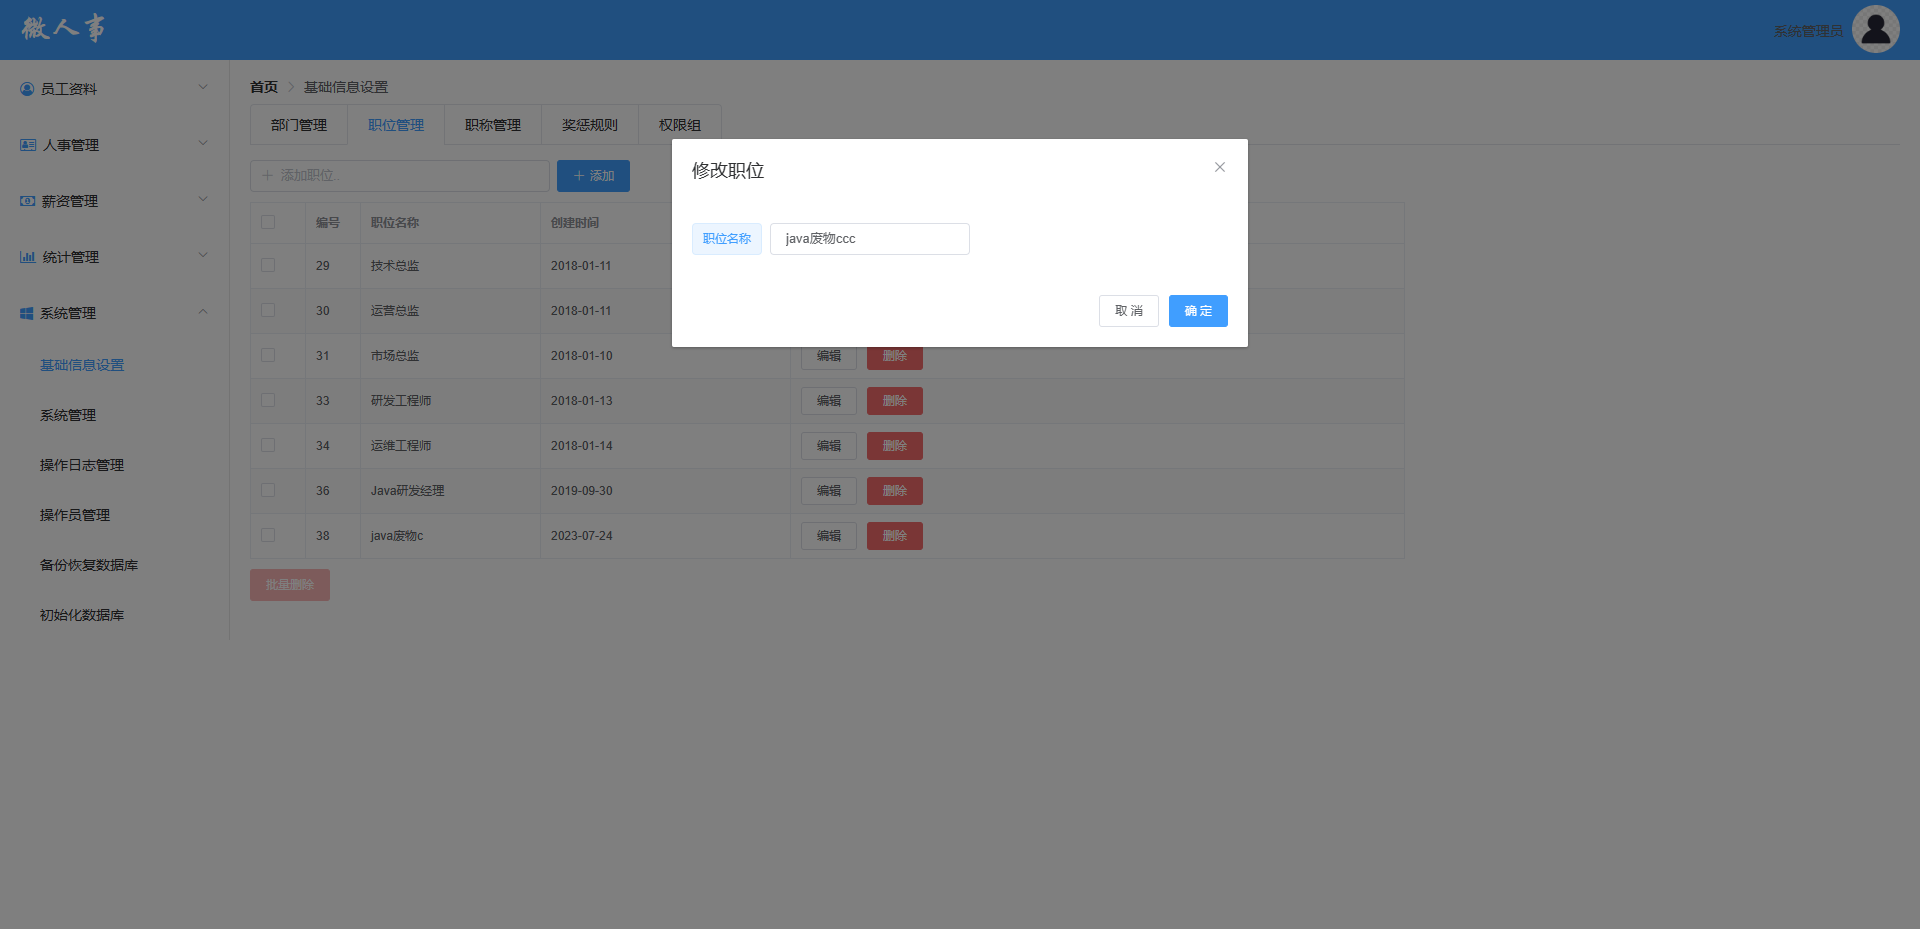 微人事
系统管理员
员工资料
人事管理
薪资管理
统计管理
系统管理
基础信息设置
系统管理
操作日志管理
操作员管理
备份恢复数据库
初始化数据库
首页 基础信息设置
部门管理 职位管理 职称管理 奖惩规则 权限组
添加职位.. 添加
编号 职位名称 创建时间
29 技术总监 2018-01-11
30 运营总监 2018-01-11
31 市场总监 2018-01-10 编辑 删除
33 研发工程师 2018-01-13 编辑 删除
34 运维工程师 2018-01-14 编辑 删除
36 Java研发经理 2019-09-30 编辑 删除
38 java废物c 2023-07-24 编辑 删除
批量删除
修改职位
职位名称 java废物ccc
取 消 确 定